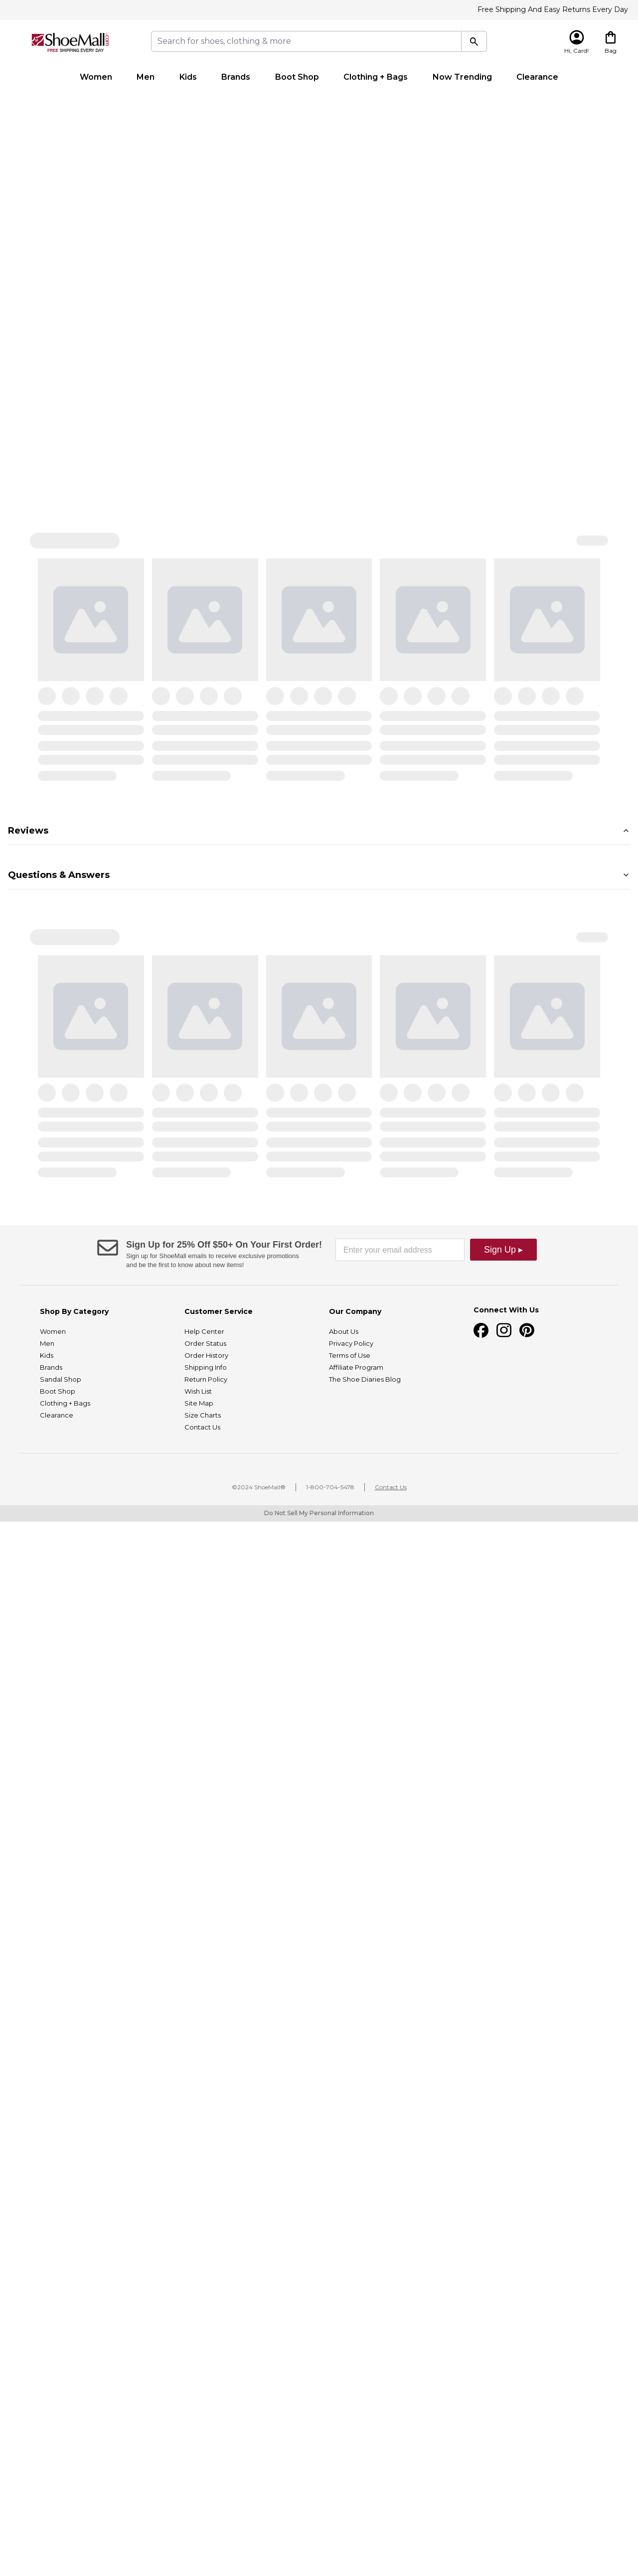 Free Shipping And Easy Returns Every Day
ShoeMall
FREE SHIPPING EVERY DAY
Search for shoes, clothing & more
Hi, Card!
Bag
Women Men Kids Brands Boot Shop Clothing + Bags Now Trending Clearance
Reviews
Questions & Answers
Sign Up for 25% Off $50+ On Your First Order!
Sign up for ShoeMall emails to receive exclusive promotions
and be the first to know about new items!
Enter your email address
Sign Up ▸
Shop By Category
Women
Men
Kids
Brands
Sandal Shop
Boot Shop
Clothing + Bags
Clearance
Customer Service
Help Center
Order Status
Order History
Shipping Info
Return Policy
Wish List
Site Map
Size Charts
Contact Us
Our Company
About Us
Privacy Policy
Terms of Use
Affiliate Program
The Shoe Diaries Blog
Connect With Us
©2024 ShoeMall® | 1-800-704-5478 | Contact Us
Do Not Sell My Personal Information